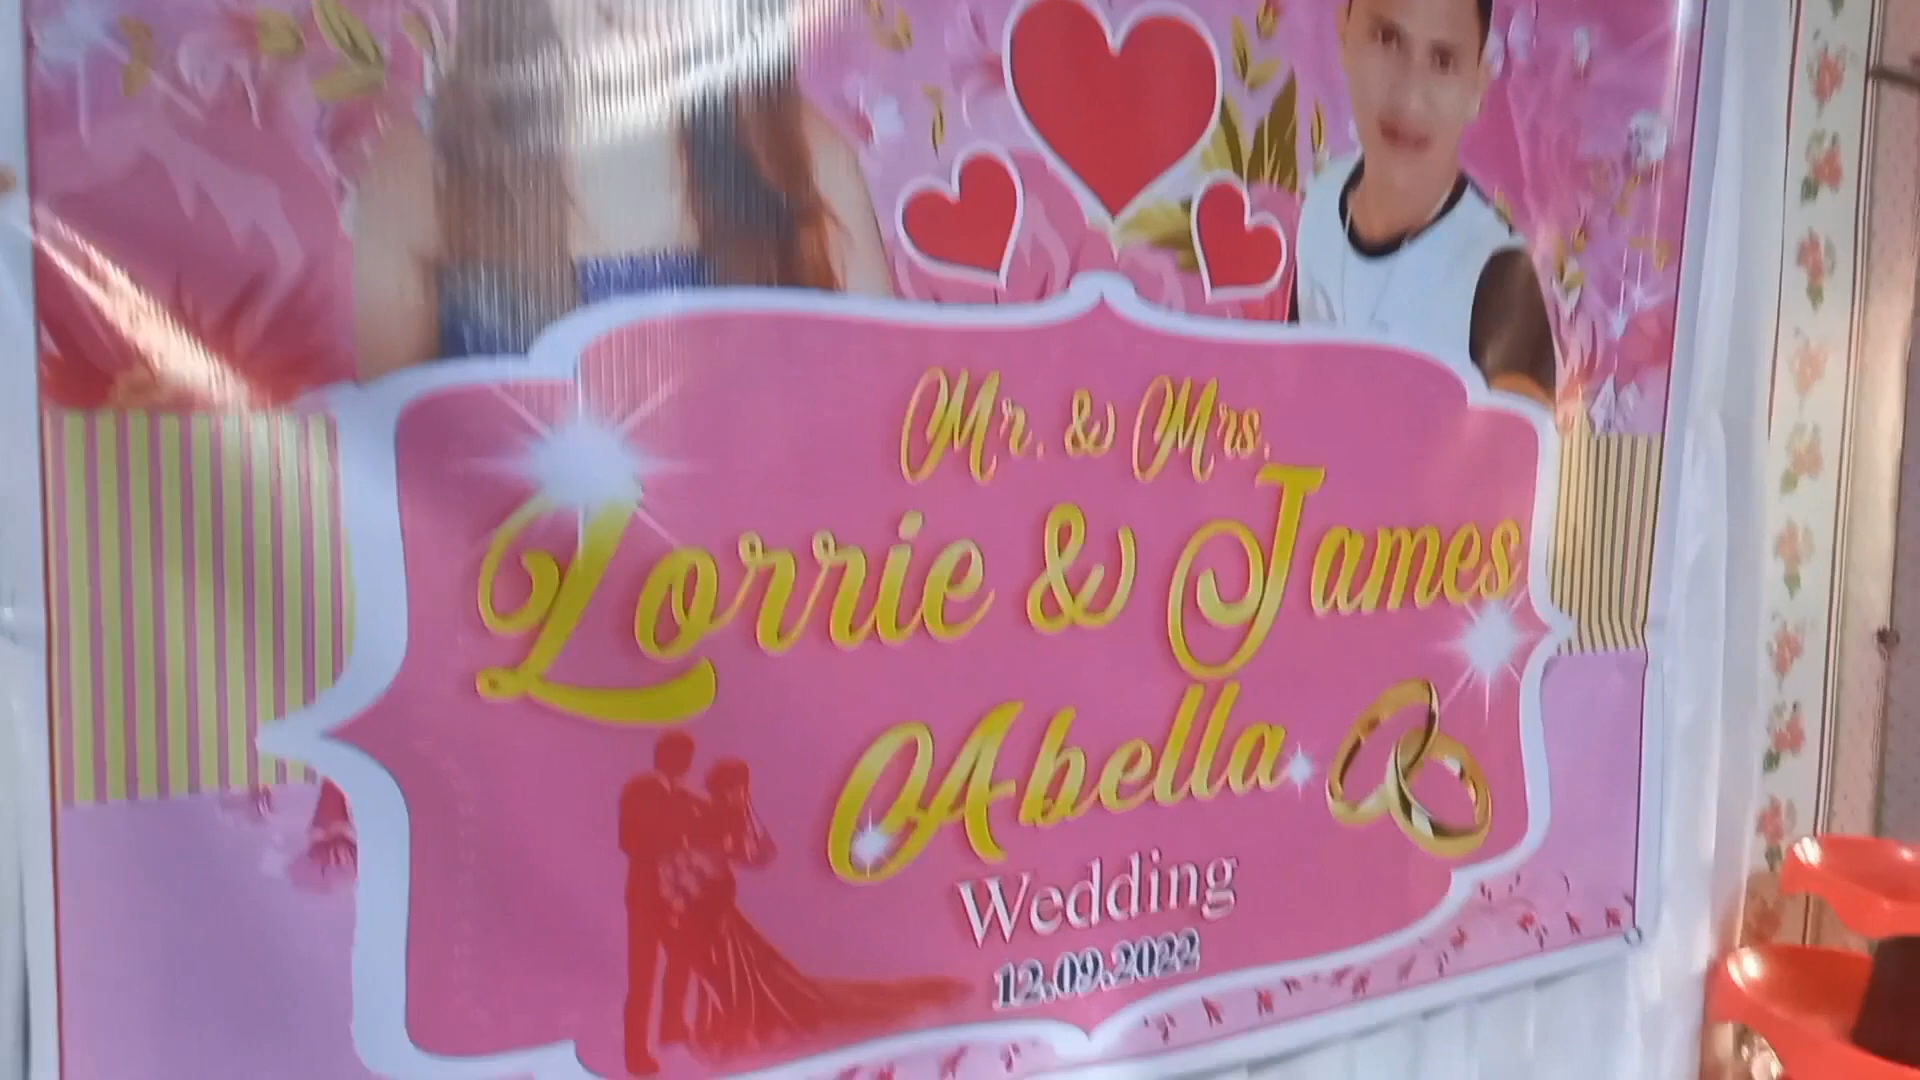 Mr. & Mrs.
Lorrie & James
Abella
Wedding
12.09.2022